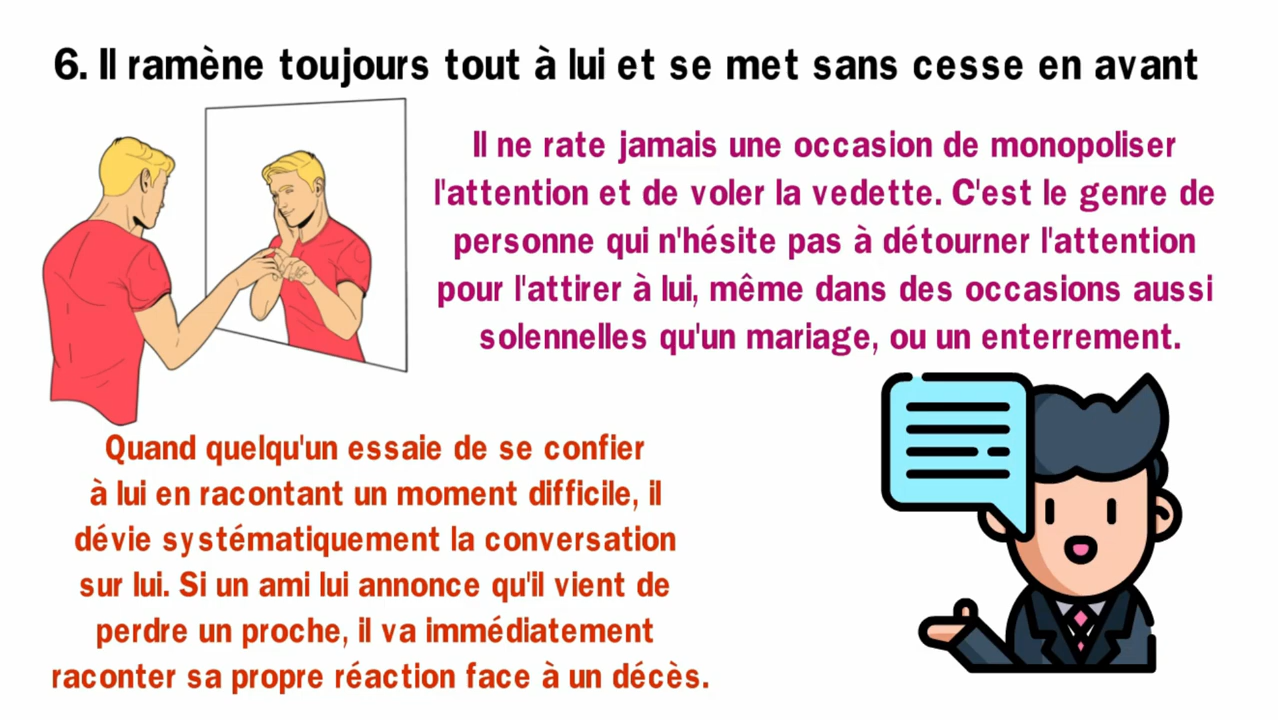 6. Il ramène toujours tout à lui et se met sans cesse en avant
Il ne rate jamais une occasion de monopoliser
l'attention et de voler la vedette. C'est le genre de
personne qui n'hésite pas à détourner l'attention
pour l'attirer à lui, même dans des occasions aussi
solennelles qu'un mariage, ou un enterrement.
Quand quelqu'un essaie de se confier
à lui en racontant un moment difficile, il
dévie systématiquement la conversation
sur lui. Si un ami lui annonce qu'il vient de
perdre un proche, il va immédiatement
raconter sa propre réaction face à un décès.